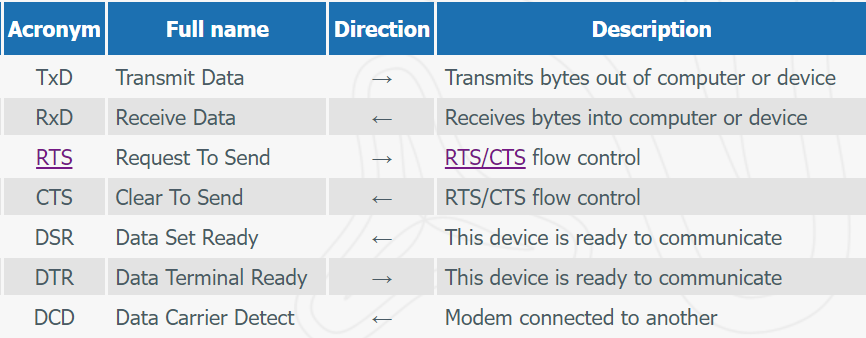 Acronym Full name Direction Description
TxD Transmit Data → Transmits bytes out of computer or device
RxD Receive Data ← Receives bytes into computer or device
RTS Request To Send → RTS/CTS flow control
CTS Clear To Send ← RTS/CTS flow control
DSR Data Set Ready ← This device is ready to communicate
DTR Data Terminal Ready → This device is ready to communicate
DCD Data Carrier Detect ← Modem connected to another